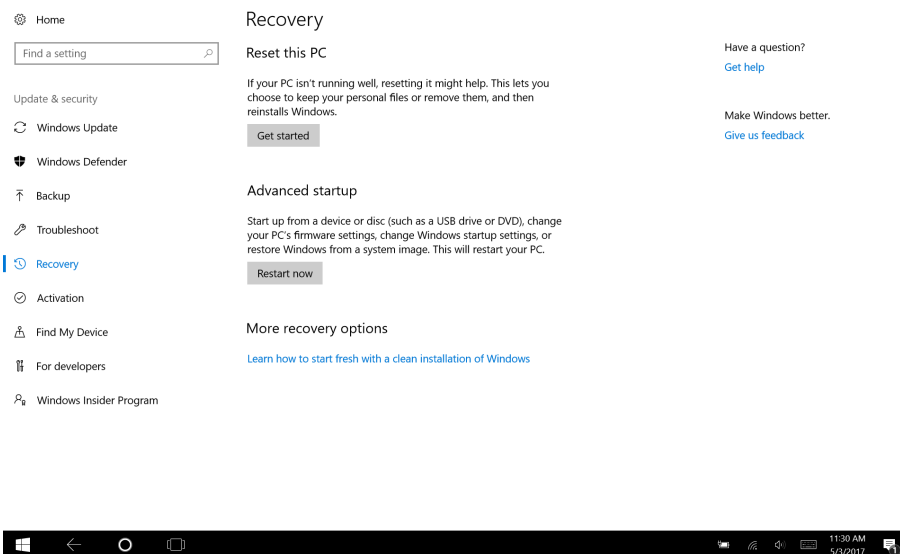 Home
Find a setting
Update & security
Windows Update
Windows Defender
Backup
Troubleshoot
Recovery
Activation
Find My Device
For developers
Windows Insider Program
Recovery
Reset this PC
If your PC isn't running well, resetting it might help. This lets you
choose to keep your personal files or remove them, and then
reinstalls Windows.
Get started
Advanced startup
Start up from a device or disc (such as a USB drive or DVD), change
your PC's firmware settings, change Windows startup settings, or
restore Windows from a system image. This will restart your PC.
Restart now
More recovery options
Learn how to start fresh with a clean installation of Windows
Have a question?
Get help
Make Windows better.
Give us feedback
11:30 AM
5/3/2017
1